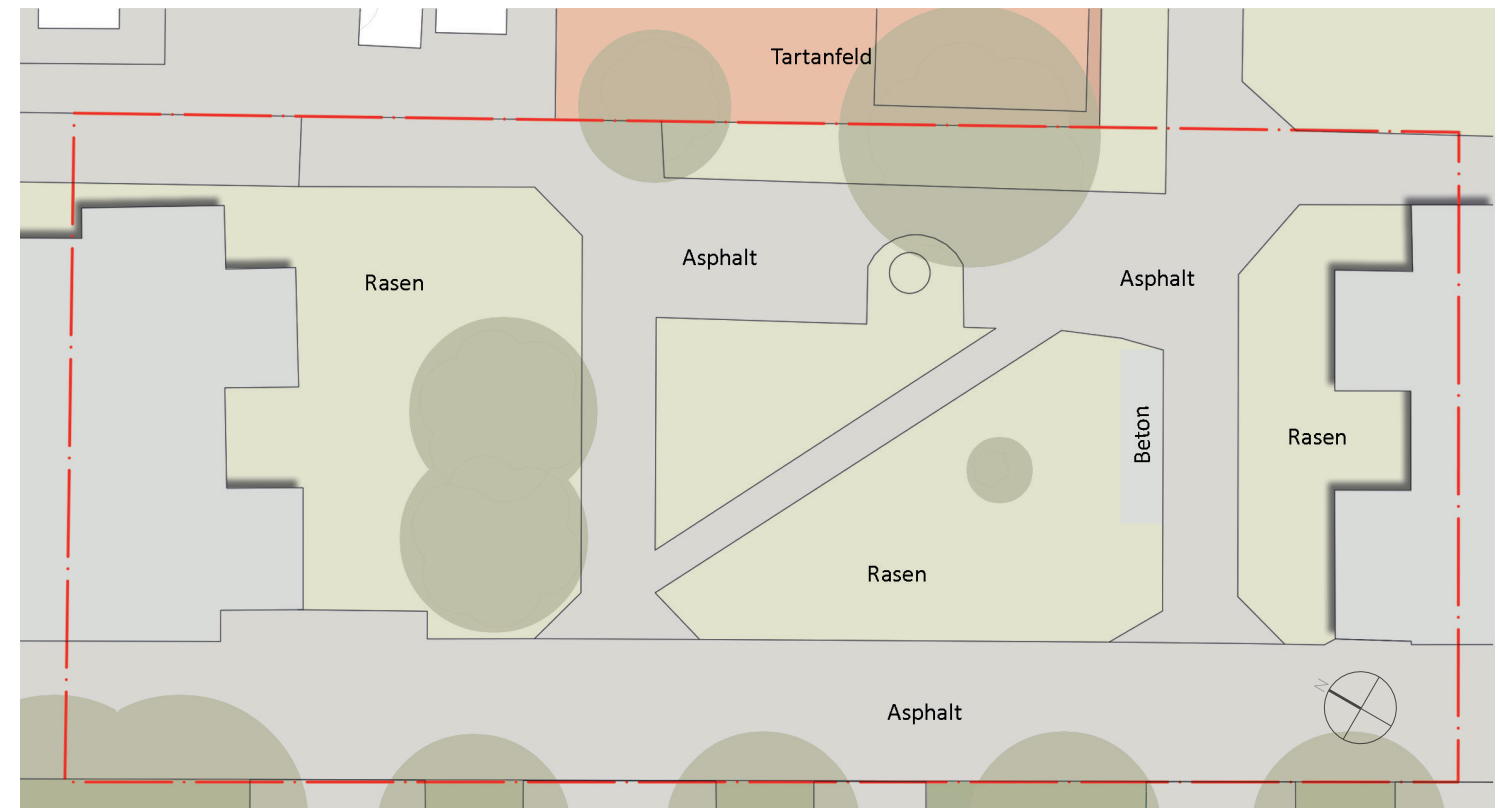 Tartanfeld
Asphalt
Asphalt
Rasen
Beton
Rasen
Rasen
Asphalt
N